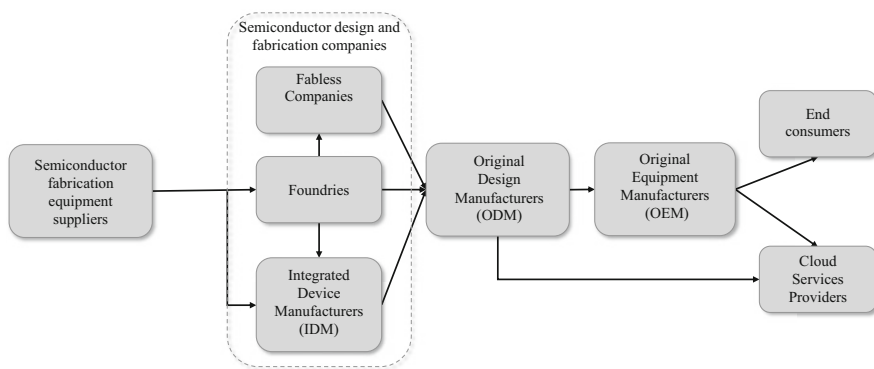 Semiconductor design and
fabrication companies
Fabless
Companies
Semiconductor
fabrication
equipment
suppliers
Foundries
Integrated
Device
Manufacturers
(IDM)
Original
Design
Manufacturers
(ODM)
Original
Equipment
Manufacturers
(OEM)
End
consumers
Cloud
Services
Providers